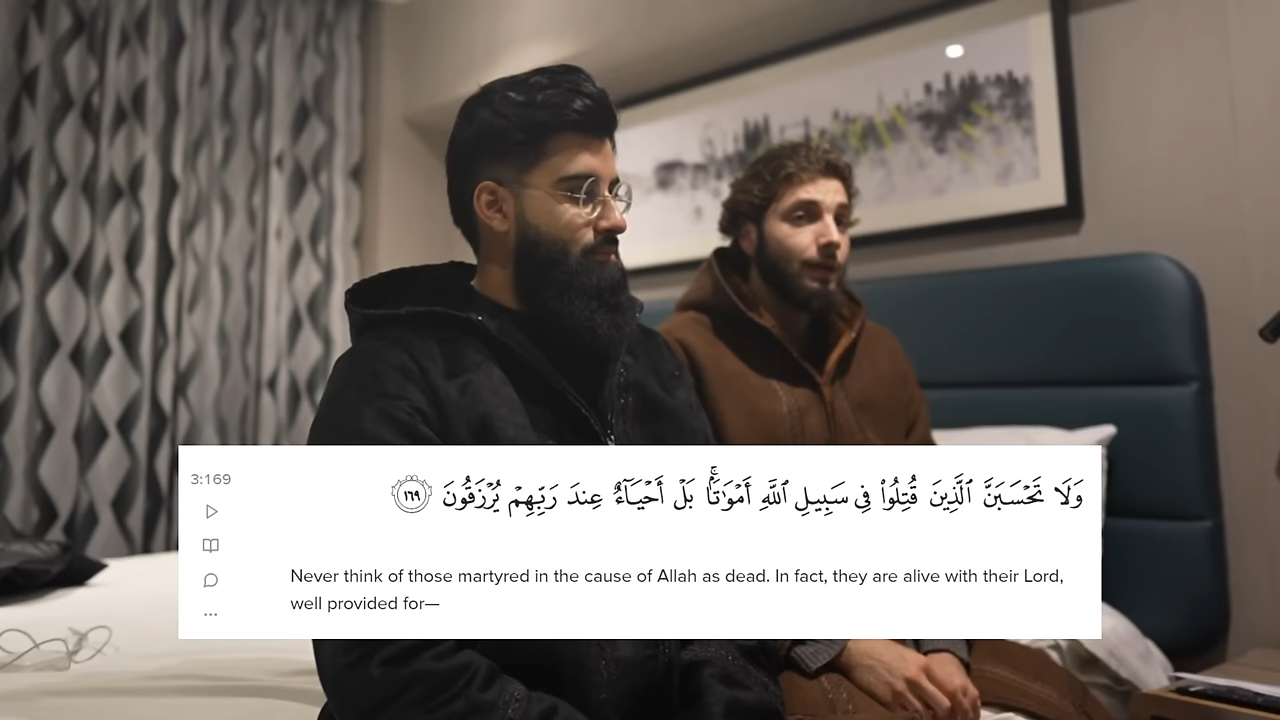 3:169
وَلَا تَحْسَبَنَّ ٱلَّذِينَ قُتِلُوا۟ فِى سَبِيلِ ٱللَّهِ أَمْوَٰتًۢا ۚ بَلْ أَحْيَآءٌ عِندَ رَبِّهِمْ يُرْزَقُونَ ١٦٩
Never think of those martyred in the cause of Allah as dead. In fact, they are alive with their Lord,
well provided for—